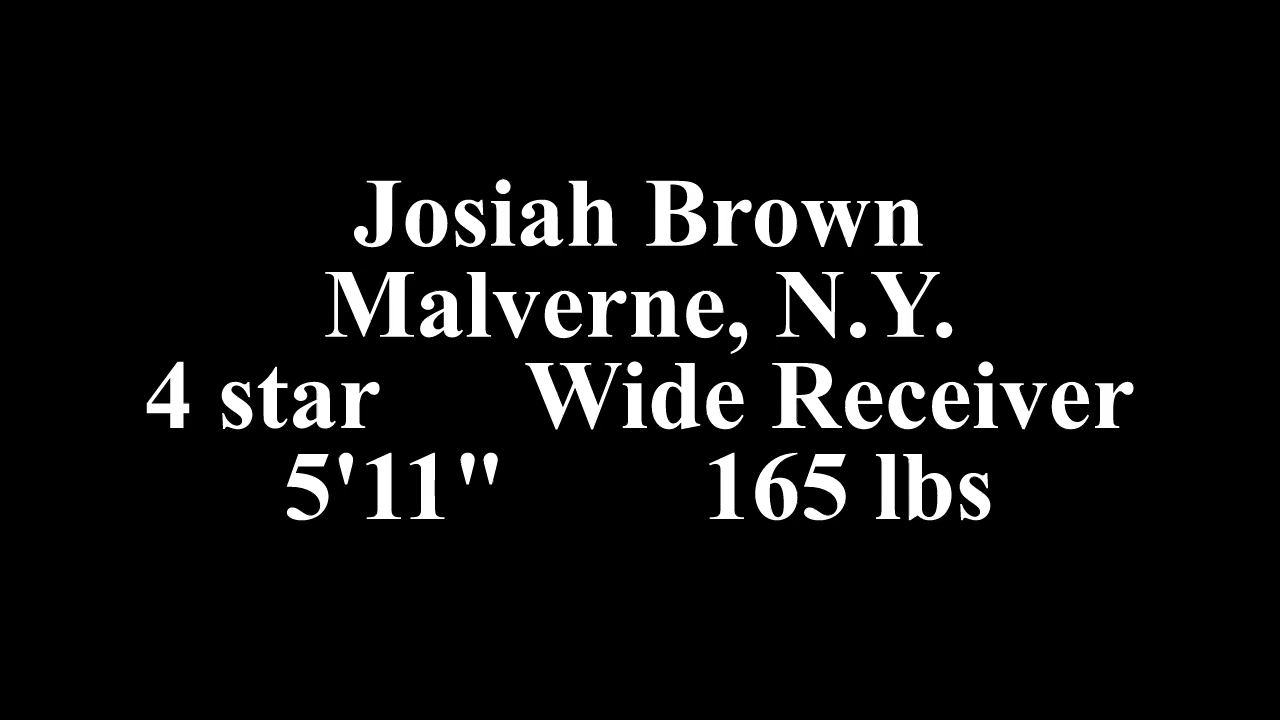 Josiah Brown
Malverne, N.Y.
4 star Wide Receiver
5'11" 165 lbs